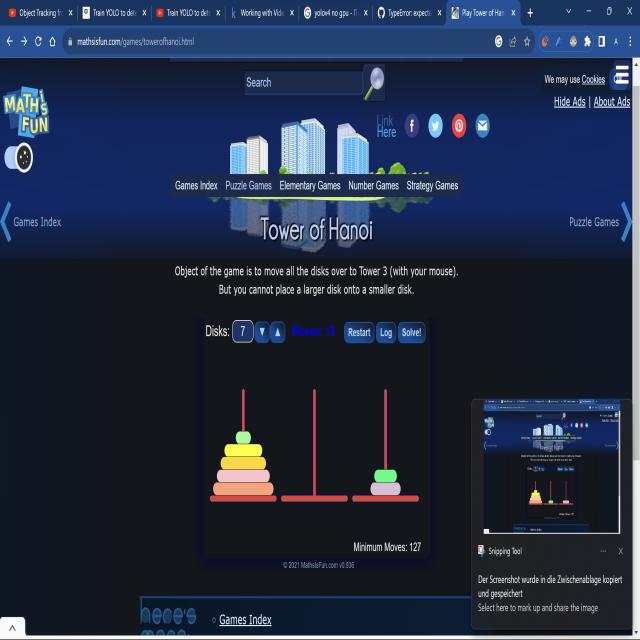 Object Tracking fr
Train YOLO to dete
Train YOLO to dete
Working with Vide
yolov4 no gpu - 
TypeError: expecte
Play Tower of Han
mathsisfun.com/games/towerofhanoi.html
Search
We may use Cookies
Hide Ads | About Ads
MATHS
IS
FUN
Link
Here
Games Index Puzzle Games Elementary Games Number Games Strategy Games
Games Index
Puzzle Games
Tower of Hanoi
Object of the game is to move all the disks over to Tower 3 (with your mouse).
But you cannot place a larger disk onto a smaller disk.
Disks: 7 Moves: Restart Log Solve!
Minimum Moves: 127
© 2021 MathsIsFun.com v0.936
Snipping Tool
Der Screenshot wurde in die Zwischenablage kopiert
und gespeichert
Select here to mark up and share the image
Games Index